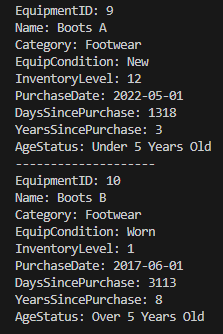 EquipmentID: 9
Name: Boots A
Category: Footwear
EquipCondition: New
InventoryLevel: 12
PurchaseDate: 2022-05-01
DaysSincePurchase: 1318
YearsSincePurchase: 3
AgeStatus: Under 5 Years Old
--------------------
EquipmentID: 10
Name: Boots B
Category: Footwear
EquipCondition: Worn
InventoryLevel: 1
PurchaseDate: 2017-06-01
DaysSincePurchase: 3113
YearsSincePurchase: 8
AgeStatus: Over 5 Years Old